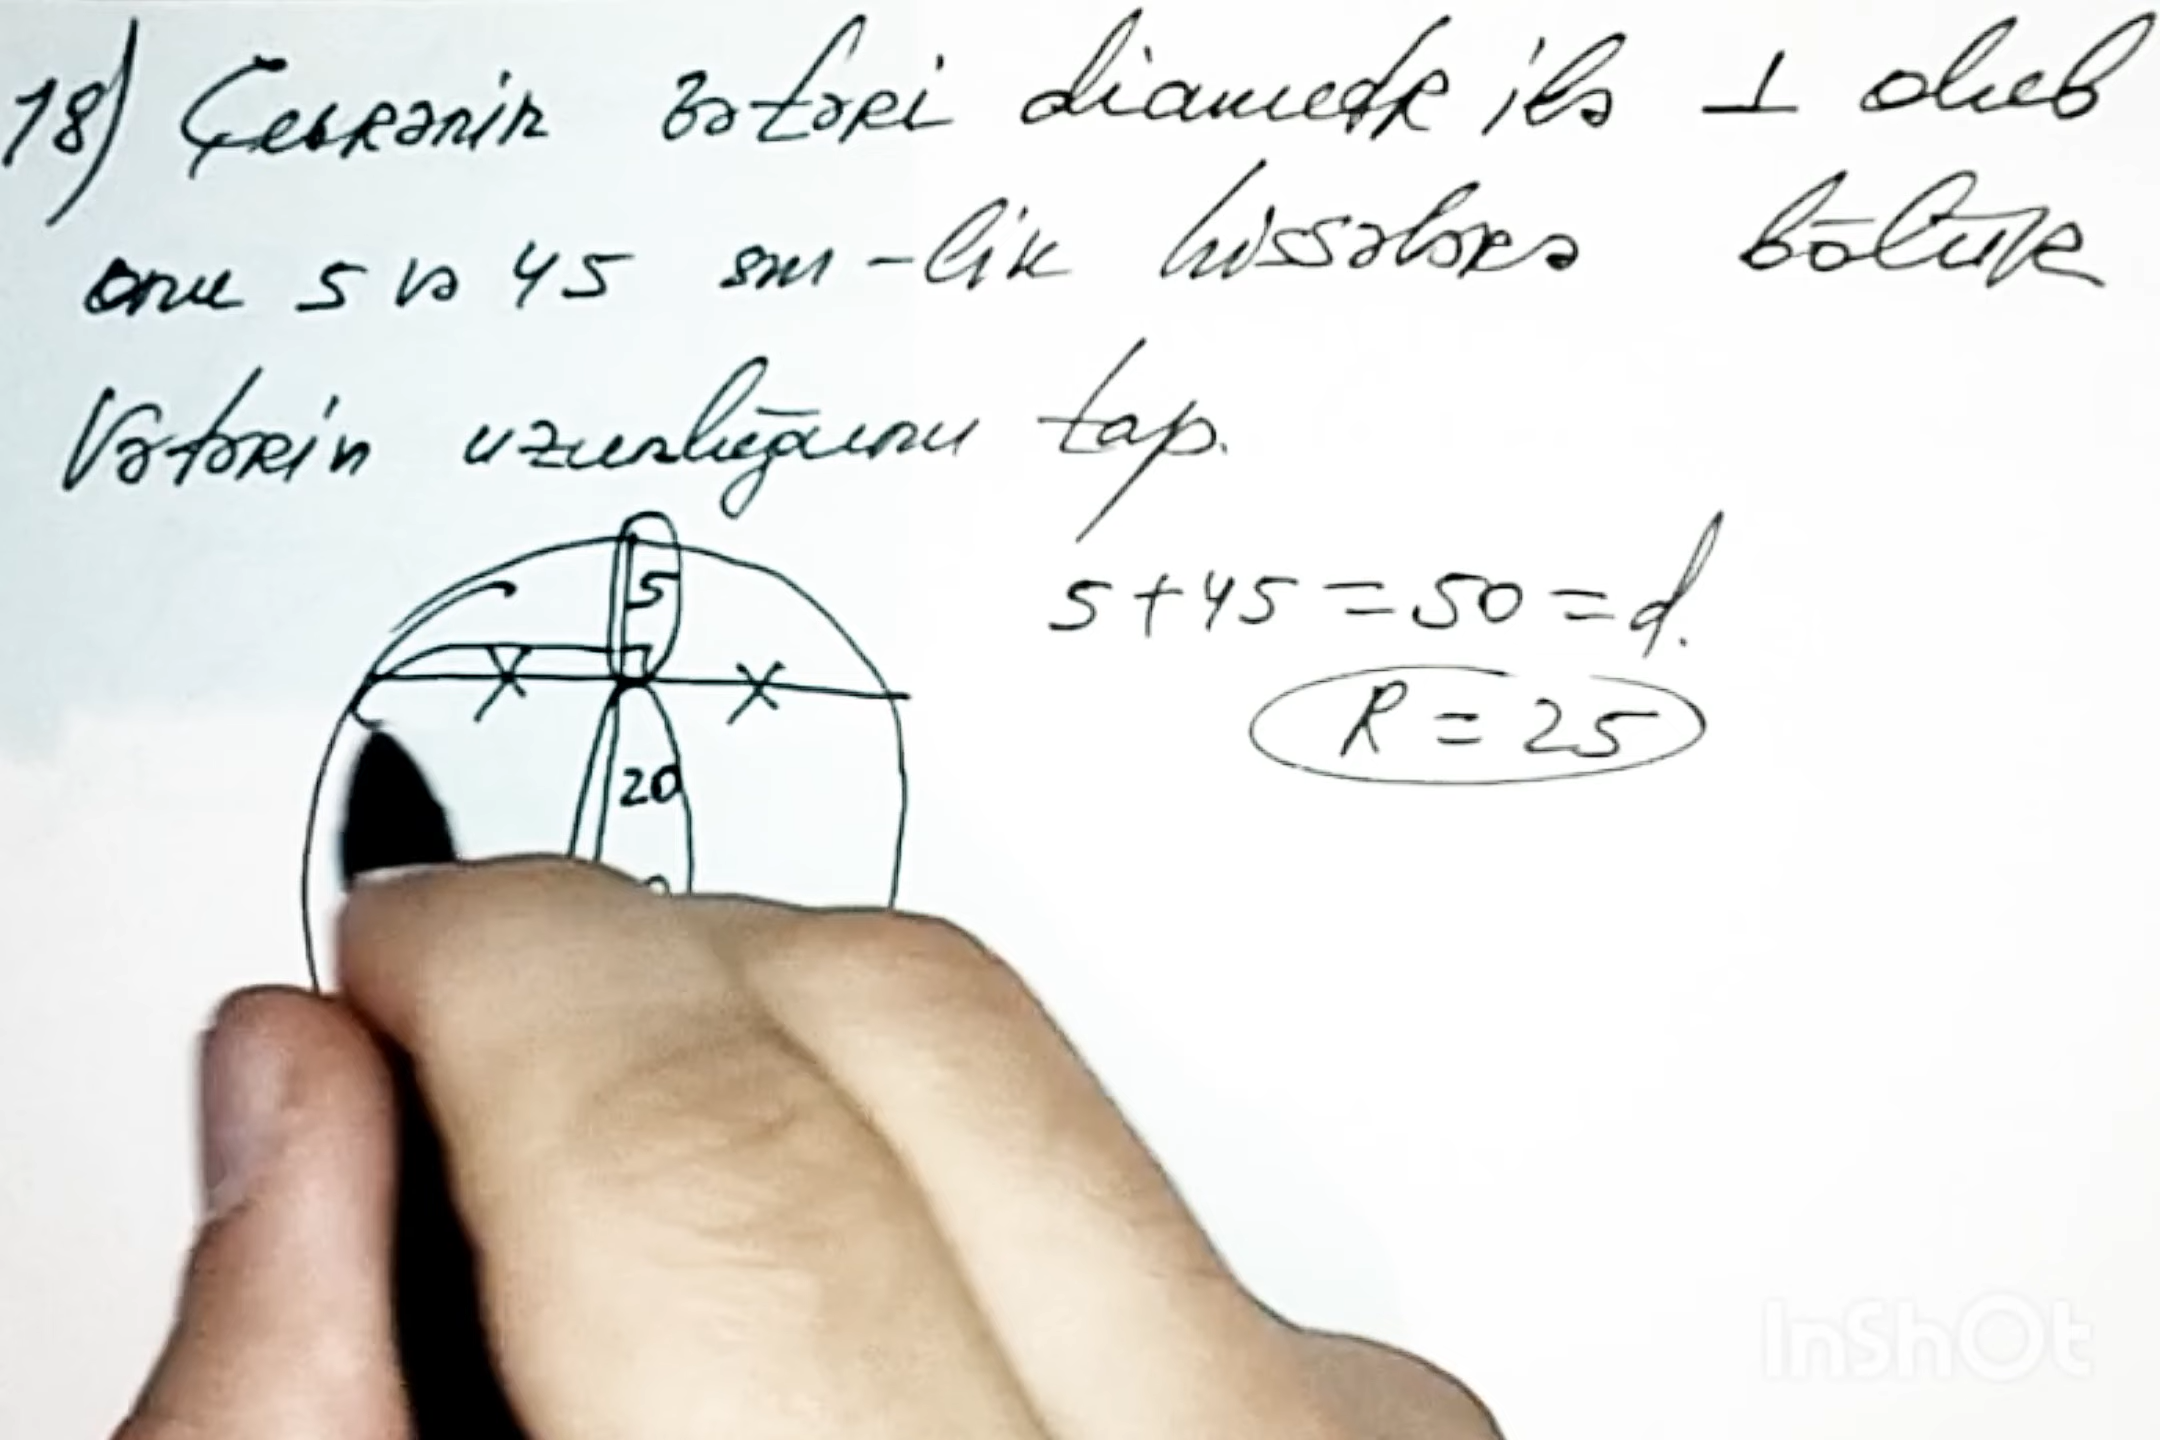 18) Çevrənin vətəri diametr ilə ⊥ olub
onu 5 və 45 sm-lik hissələrə bölür
Vətərin uzunluğunu tap.
5
5+45=50=d.
x x
R=25
20
InShOt